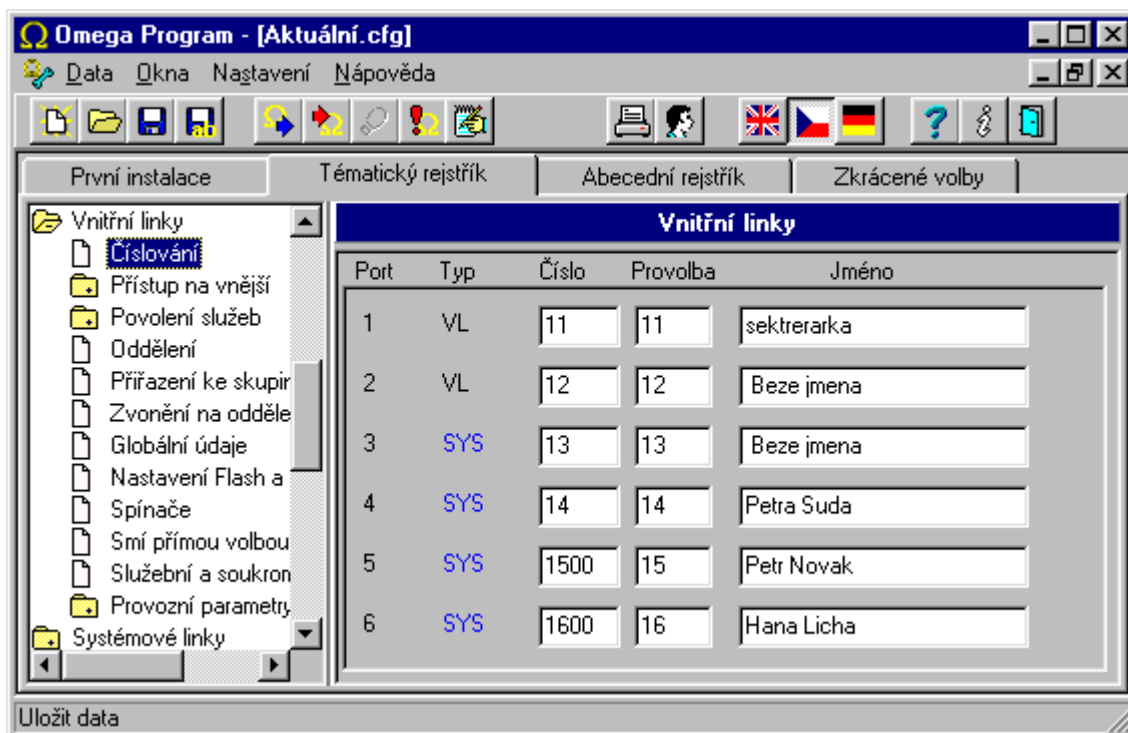 Omega Program - [Aktuální.cfg]
Data Okna Nastavení Nápověda
První instalace Tématický rejstřík Abecední rejstřík Zkrácené volby
Vnitřní linky
Číslování
Přístup na vnější
Povolení služeb
Oddělení
Přiřazení ke skupin
Zvonění na odděle
Globální údaje
Nastavení Flash a
Spínače
Smí přímou volbou
Služební a soukron
Provozní parametry
Systémové linky
Vnitřní linky
Port Typ Číslo Provolba Jméno
1 VL 11 11 sektrerarka
2 VL 12 12 Beze jmena
3 SYS 13 13 Beze jmena
4 SYS 14 14 Petra Suda
5 SYS 1500 15 Petr Novak
6 SYS 1600 16 Hana Licha
Uložit data